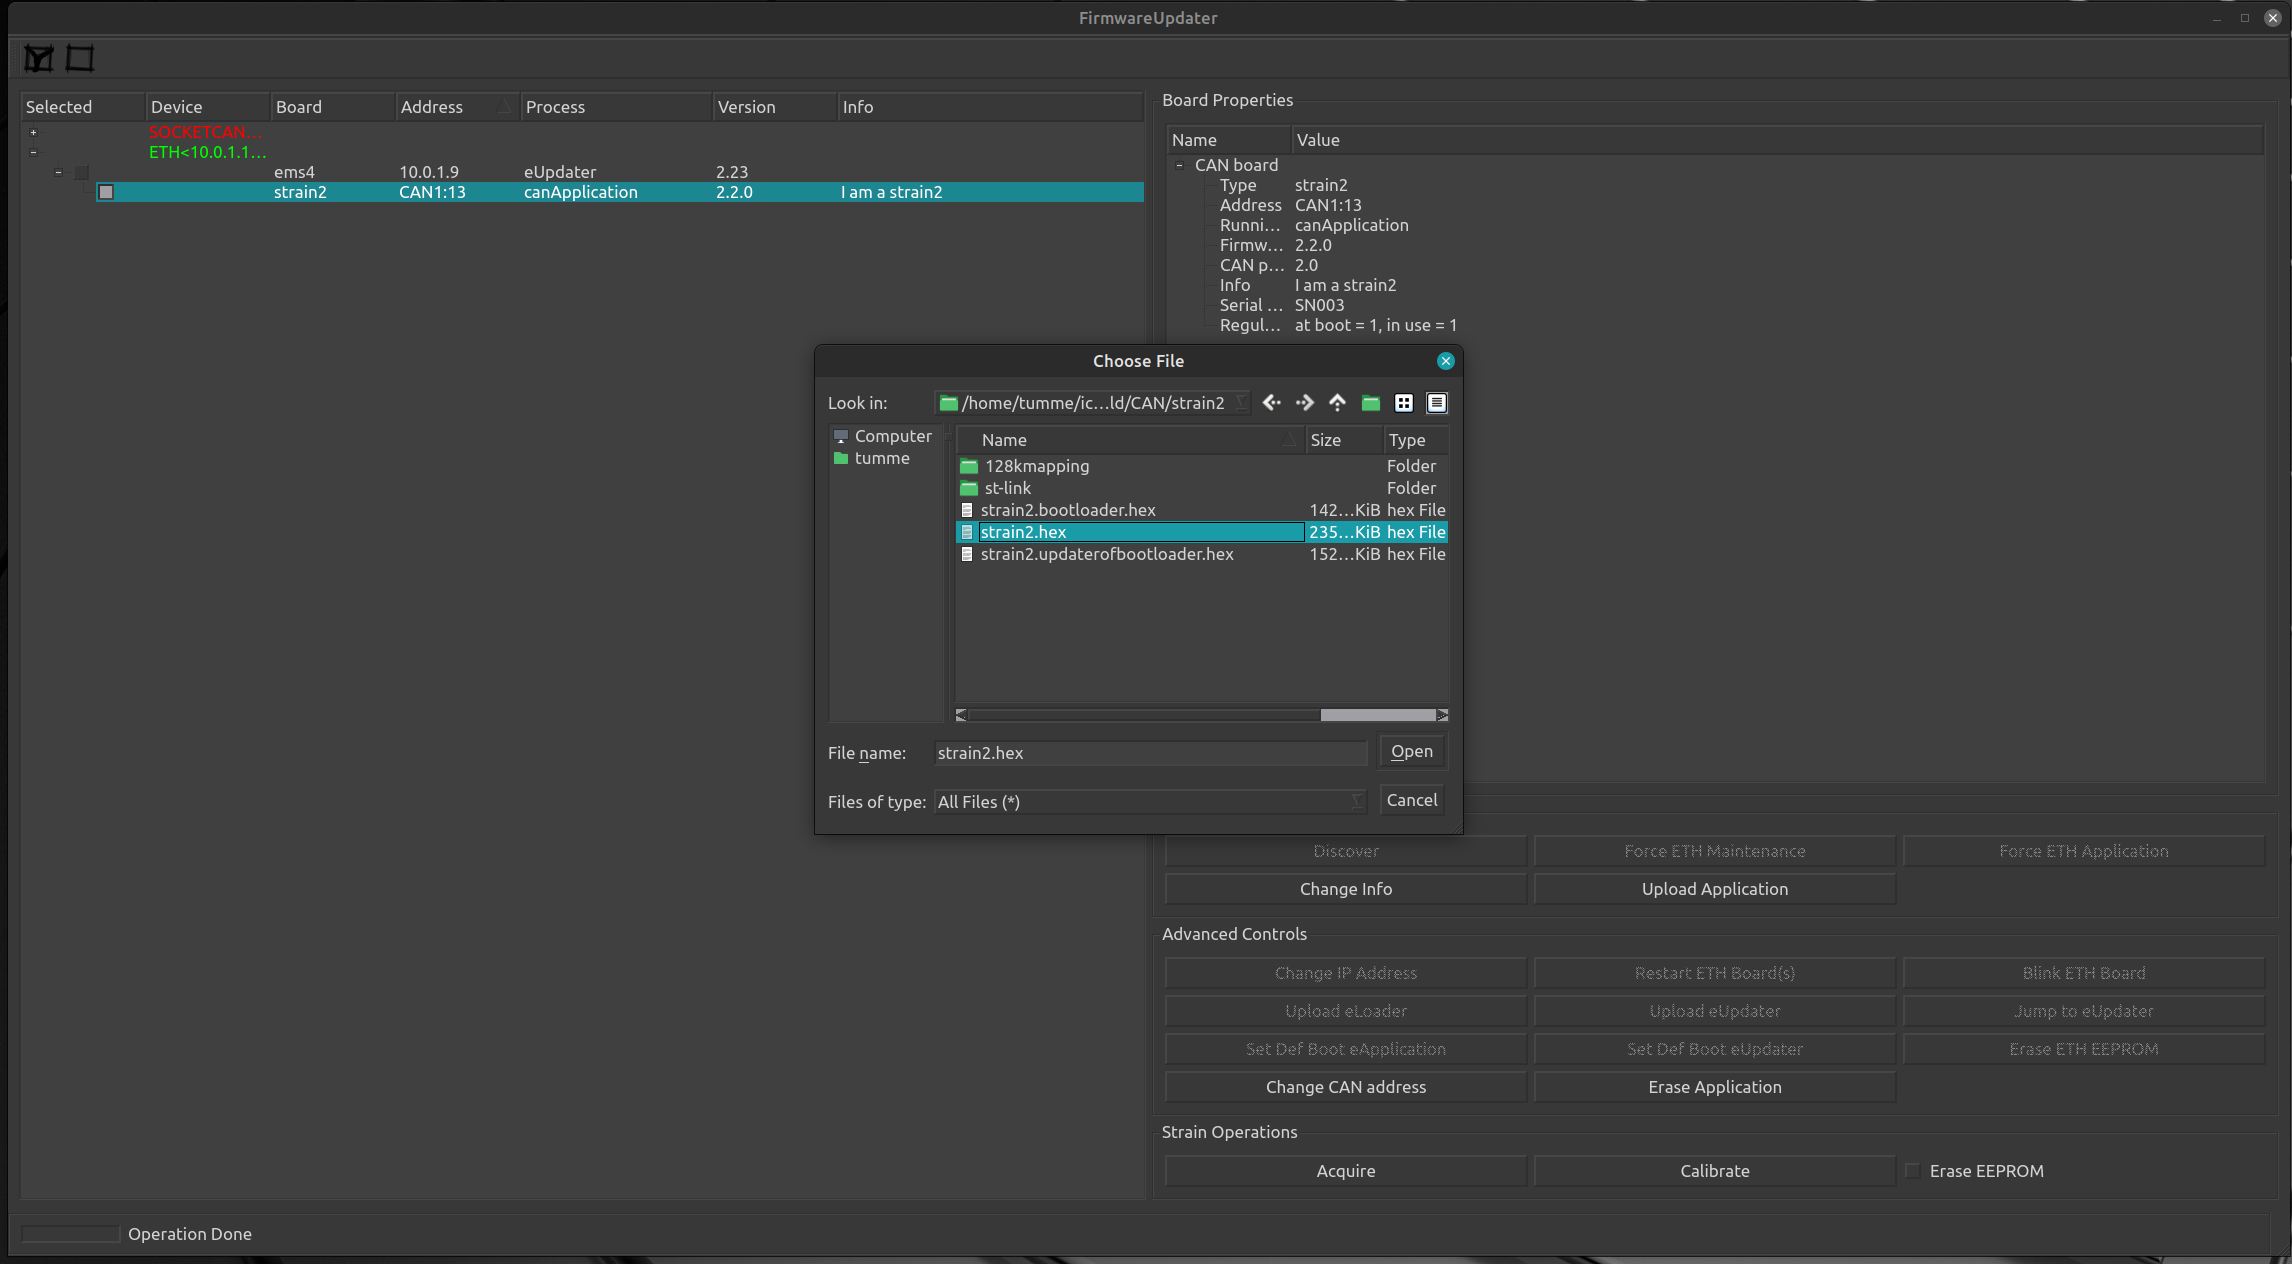 FirmwareUpdater
Selected Device Board Address Process Version Info
SOCKETCAN...
ETH<10.0.1.1...
ems4 10.0.1.9 eUpdater 2.23
strain2 CAN1:13 canApplication 2.2.0 I am a strain2
Board Properties
Name Value
CAN board
Type strain2
Address CAN1:13
Runni... canApplication
Firmw... 2.2.0
CAN p... 2.0
Info I am a strain2
Serial ... SN003
Regul... at boot = 1, in use = 1
Choose File
Look in: /home/tumme/ic...ld/CAN/strain2
Computer
tumme
Name Size Type
128kmapping Folder
st-link Folder
strain2.bootloader.hex 142...KiB hex File
strain2.hex 235...KiB hex File
strain2.updaterofbootloader.hex 152...KiB hex File
File name: strain2.hex Open
Files of type: All Files (*) Cancel
Discover Force ETH Maintenance Force ETH Application
Change Info Upload Application
Advanced Controls
Change IP Address Restart ETH Board(s) Blink ETH Board
Upload eLoader Upload eUpdater Jump to eUpdater
Set Def Boot eApplication Set Def Boot eUpdater Erase ETH EEPROM
Change CAN address Erase Application
Strain Operations
Acquire Calibrate Erase EEPROM
Operation Done